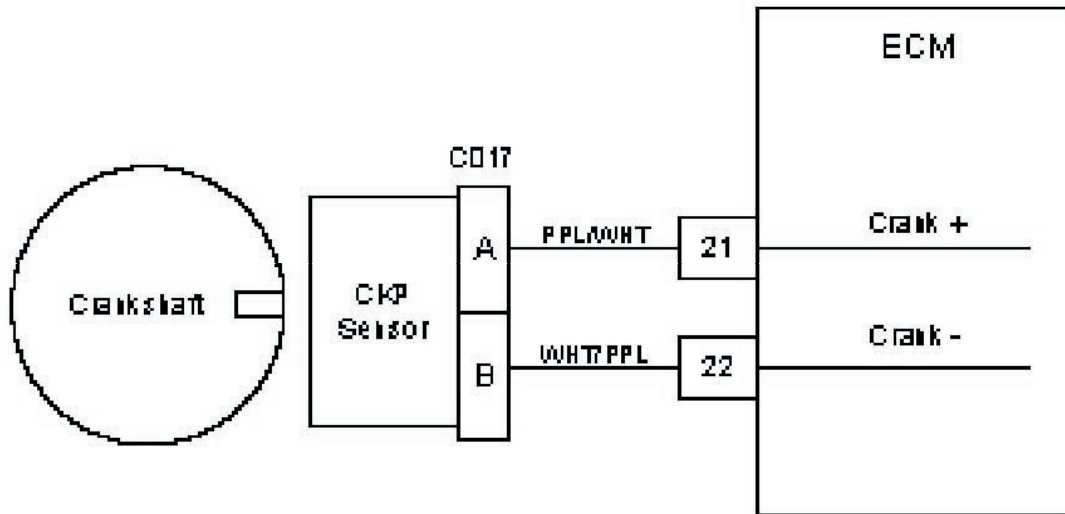 ECM
C017
Crankshaft
CKP
Sensor
A
PPL/WHT
21
Crank +
B
WHT/PPL
22
Crank -